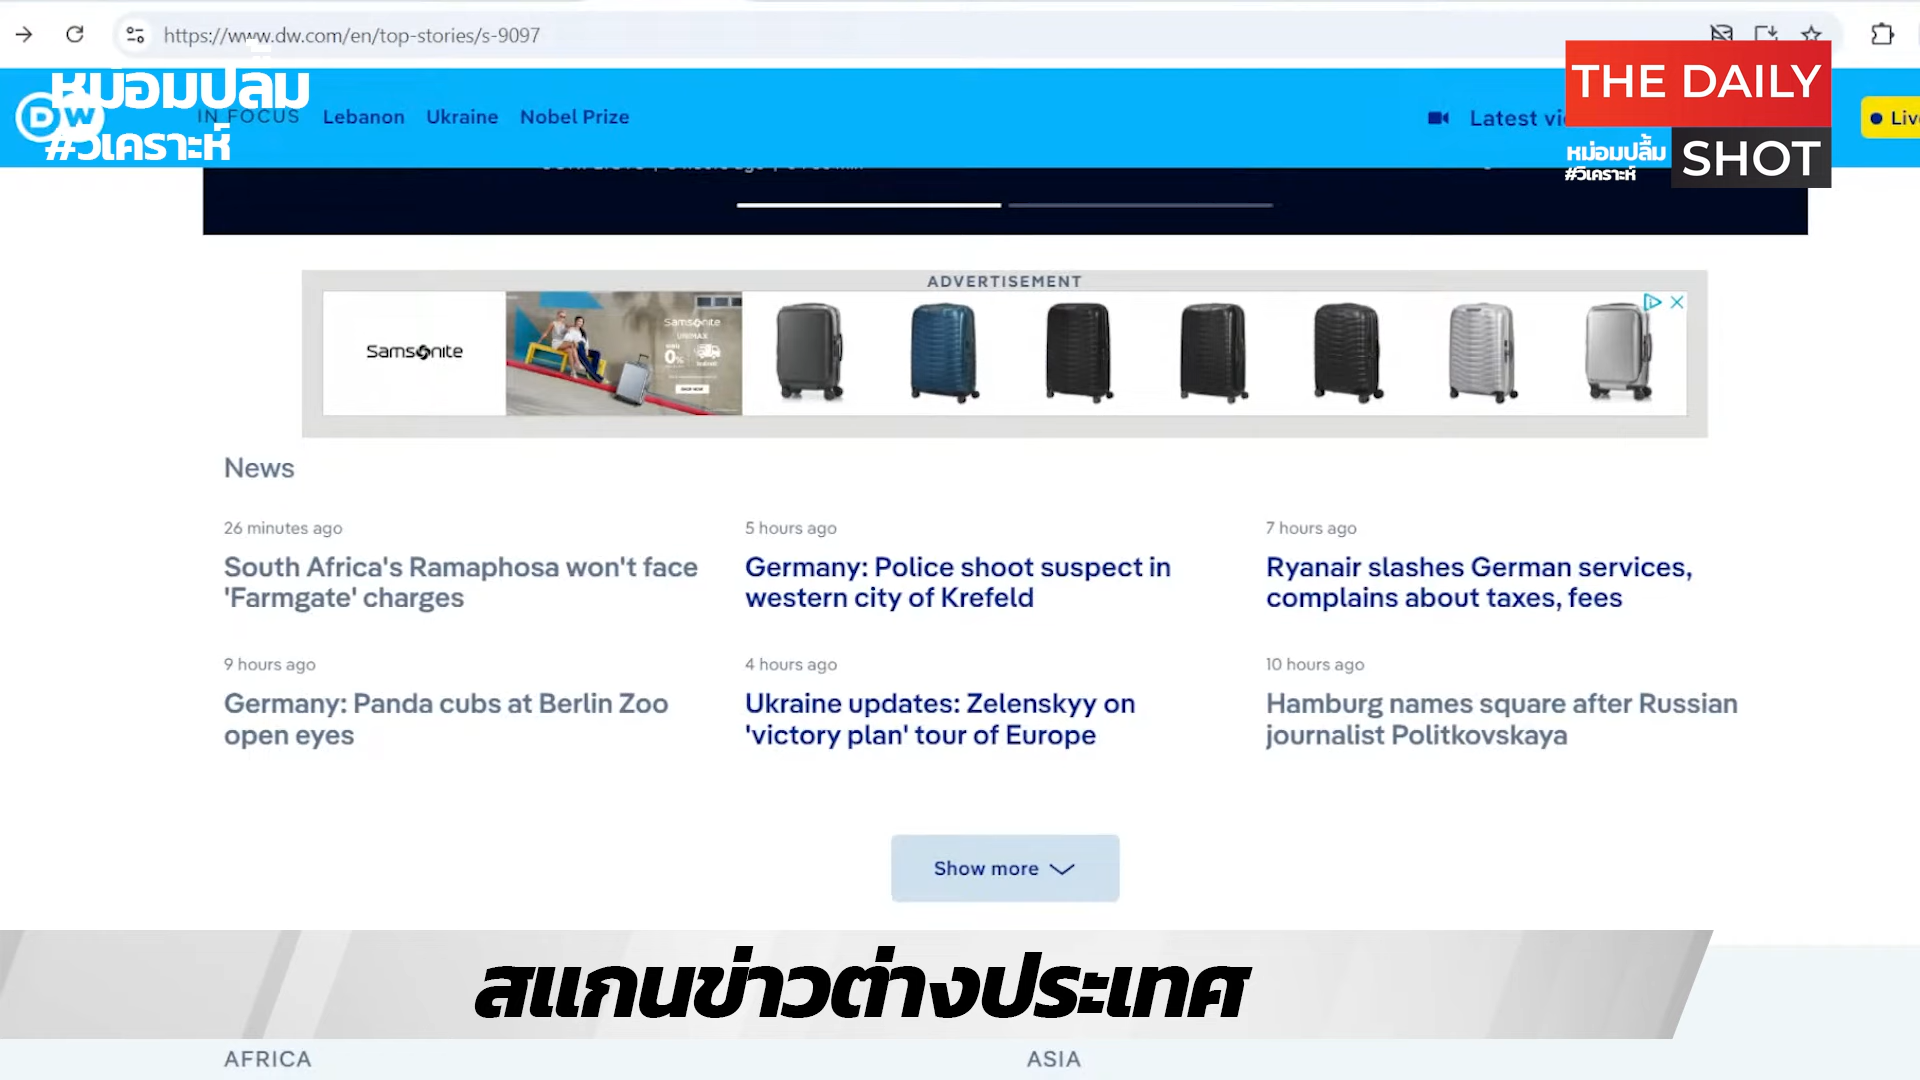 https://www.dw.com/en/top-stories/s-9097
หม่อมปลื้ม
#วิเคราะห์
DW
IN FOCUS
Lebanon
Ukraine
Nobel Prize
Latest
THE DAILY
SHOT
หม่อมปลื้ม
#วิเคราะห์
ADVERTISEMENT
Samsonite
Samsonite
UNIMAX
0%
SHOP NOW
News
26 minutes ago
South Africa's Ramaphosa won't face
'Farmgate' charges
5 hours ago
Germany: Police shoot suspect in
western city of Krefeld
7 hours ago
Ryanair slashes German services,
complains about taxes, fees
9 hours ago
Germany: Panda cubs at Berlin Zoo
open eyes
4 hours ago
Ukraine updates: Zelenskyy on
'victory plan' tour of Europe
10 hours ago
Hamburg names square after Russian
journalist Politkovskaya
Show more
สแกนข่าวต่างประเทศ
AFRICA
ASIA